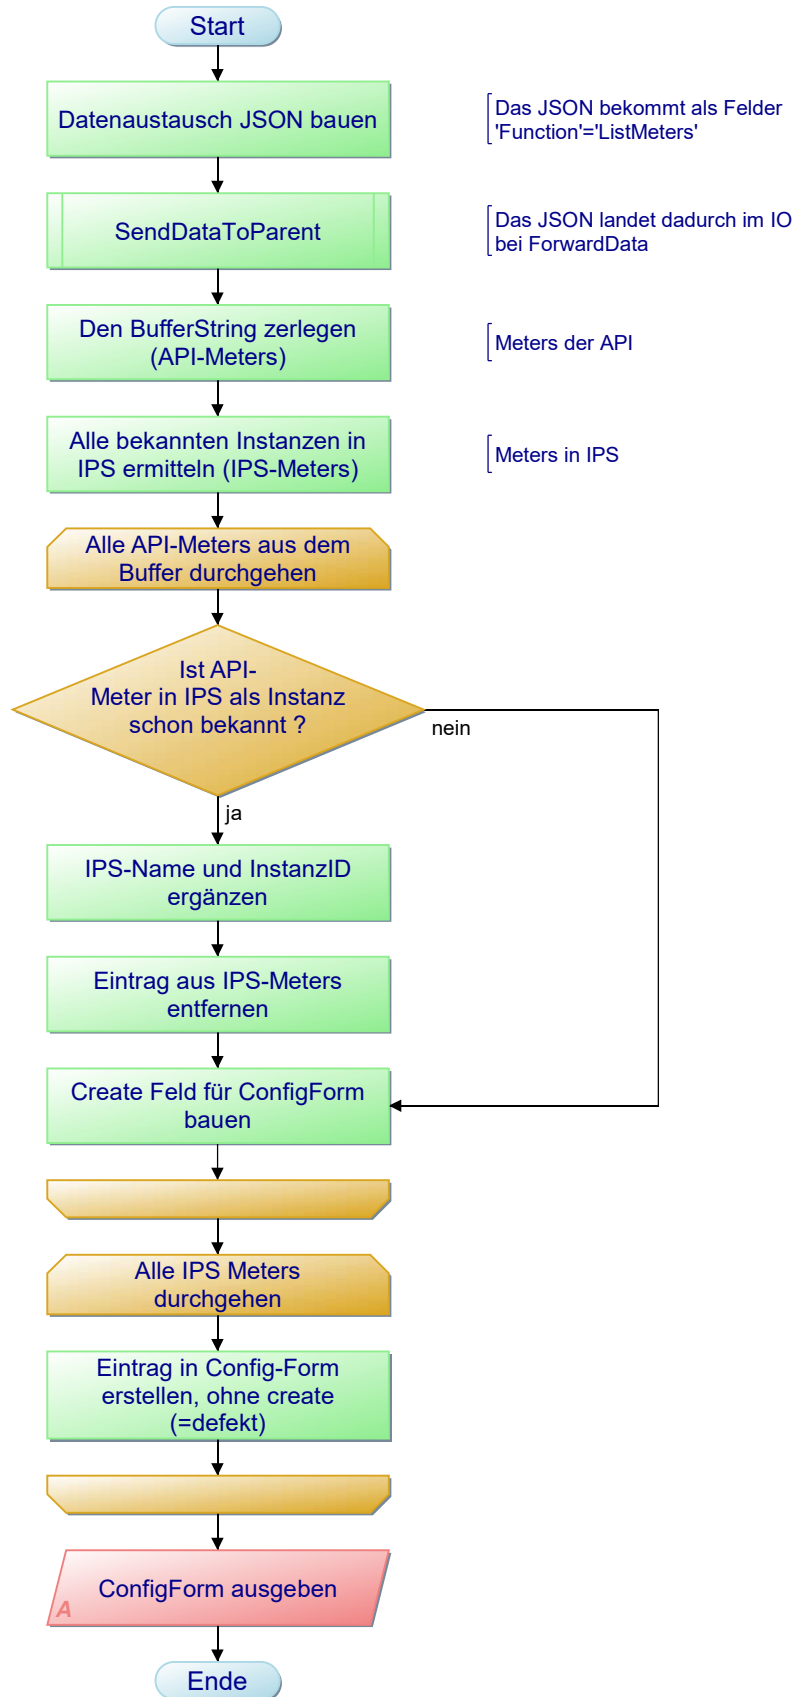 Start
Datenaustausch JSON bauen
Das JSON bekommt als Felder
'Function'='ListMeters'
SendDataToParent
Das JSON landet dadurch im IO
bei ForwardData
Den BufferString zerlegen
(API-Meters)
Meters der API
Alle bekannten Instanzen in
IPS ermitteln (IPS-Meters)
Meters in IPS
Alle API-Meters aus dem
Buffer durchgehen
Ist API-
Meter in IPS als Instanz
schon bekannt ?
nein
ja
IPS-Name und InstanzID
ergänzen
Eintrag aus IPS-Meters
entfernen
Create Feld für ConfigForm
bauen
Alle IPS Meters
durchgehen
Eintrag in Config-Form
erstellen, ohne create
(=defekt)
ConfigForm ausgeben
A
Ende